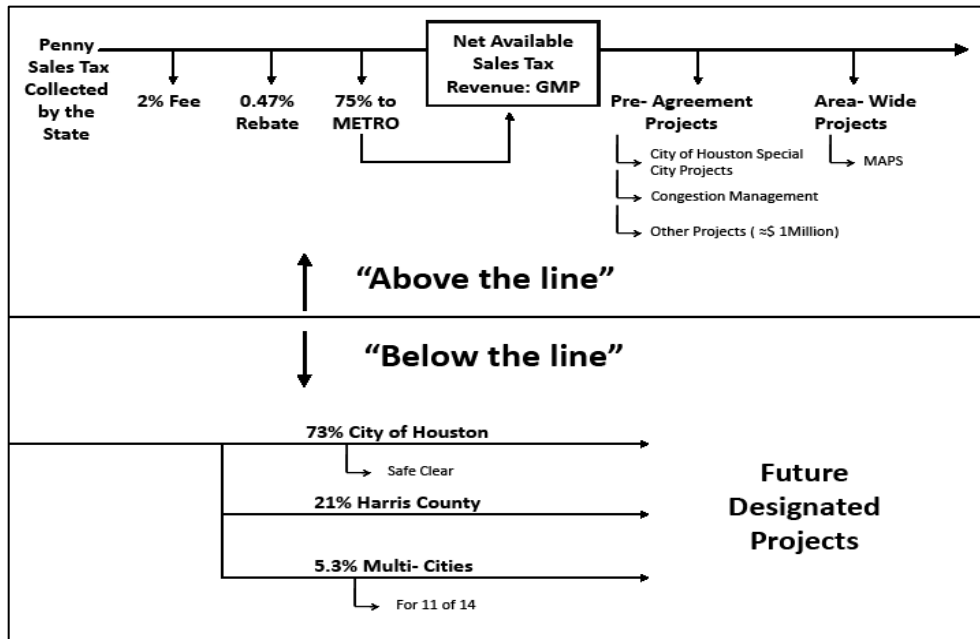 Penny
Sales Tax
Collected
by the
State
2% Fee
0.47%
Rebate
75% to
METRO
Net Available
Sales Tax
Revenue: GMP
Pre- Agreement
Projects
City of Houston Special
City Projects
Congestion Management
Other Projects ( ≈$ 1Million)
Area- Wide
Projects
MAPS
“Above the line”
“Below the line”
73% City of Houston
Safe Clear
21% Harris County
5.3% Multi- Cities
For 11 of 14
Future
Designated
Projects